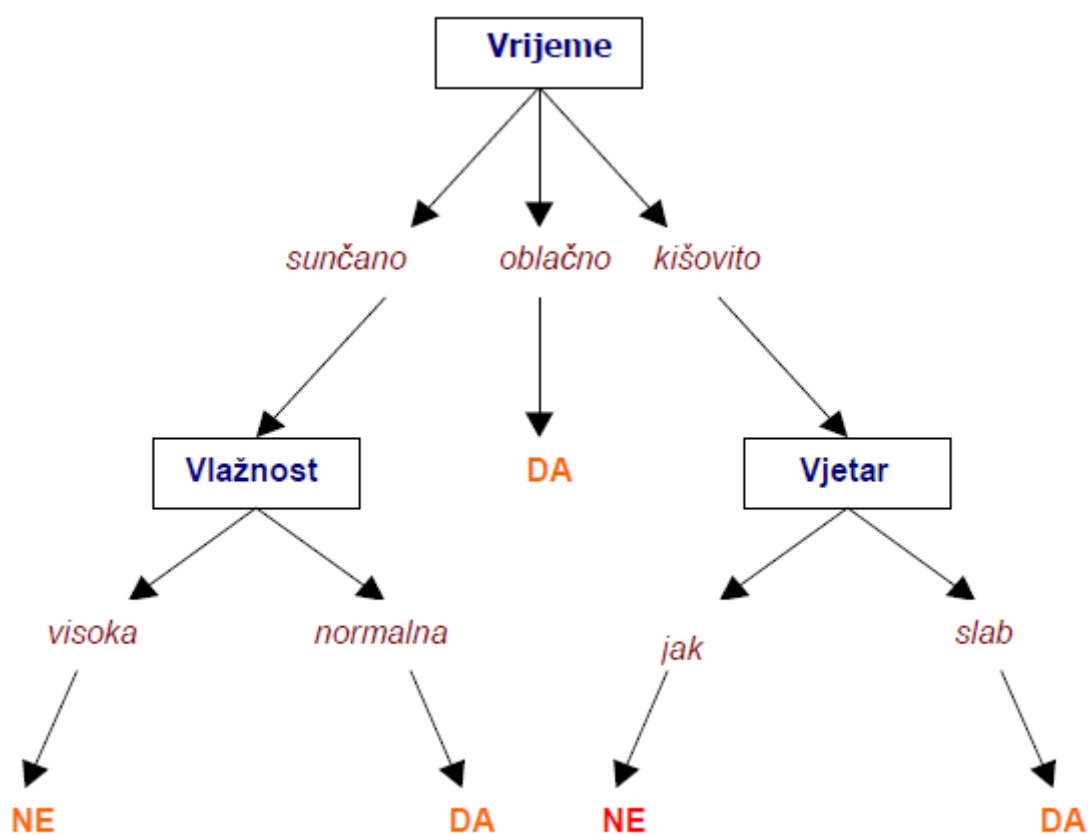 Vrijeme
sunčano oblačno kišovito
Vlažnost DA Vjetar
visoka normalna jak slab
NE DA NE DA